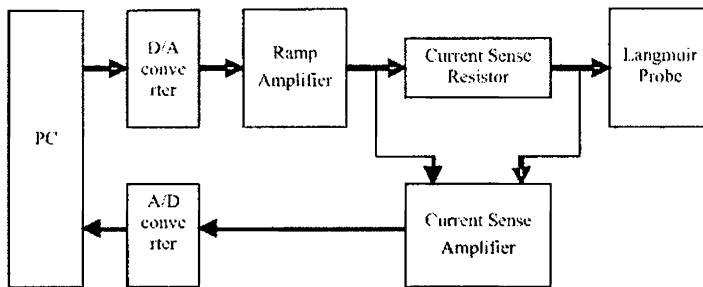 PC
D/A
conve
rter
Ramp
Amplifier
Current Sense
Resistor
Langmuir
Probe
A/D
conve
rter
Current Sense
Amplifier